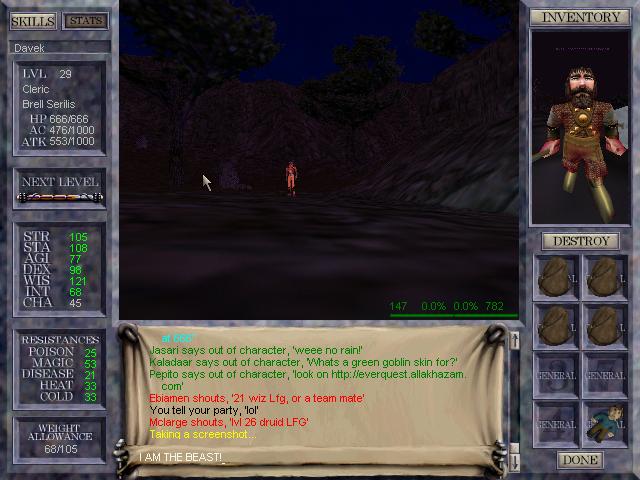 SKILLS STATS
Davek
LVL 29
Cleric
Brell Serilis
HP 666/666
AC 476/1000
ATK 553/1000
NEXT LEVEL
STR 105
STA 108
AGI 77
DEX 98
WIS 121
INT 68
CHA 45
RESISTANCES
POISON 25
MAGIC 53
DISEASE 21
HEAT 33
COLD 33
WEIGHT
ALLOWANCE
68/105
147 0.0% 0.0% 782
at 666'
Jasari says out of character, 'weee no rain!'
Kaladaar says out of character, 'Whats a green goblin skin for?'
Pepito says out of character, 'look on http://everquest.allakhazam.
com'
Ebiamen shouts, '21 wiz Lfg, or a team mate'
You tell your party, 'lol'
Mclarge shouts, 'lvl 26 druid LFG'
Taking a screenshot...
I AM THE BEAST!_
INVENTORY
DESTROY
GENERAL GENERAL
GENERAL
DONE